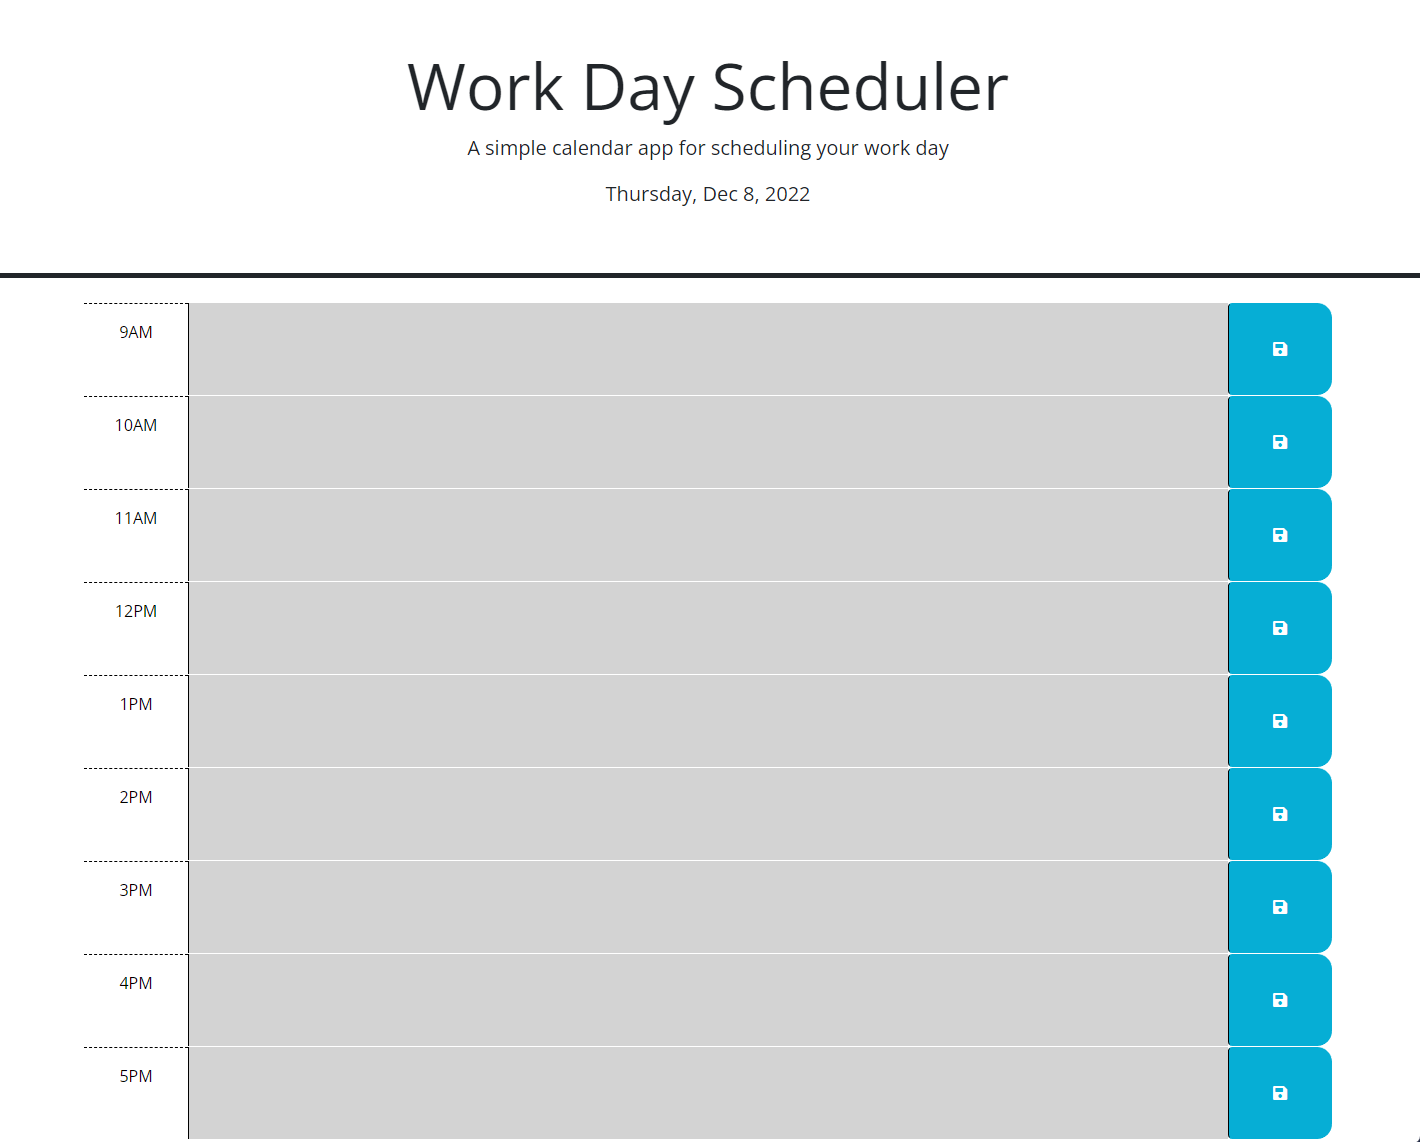 Work Day Scheduler
A simple calendar app for scheduling your work day
Thursday, Dec 8, 2022
9AM
10AM
11AM
12PM
1PM
2PM
3PM
4PM
5PM